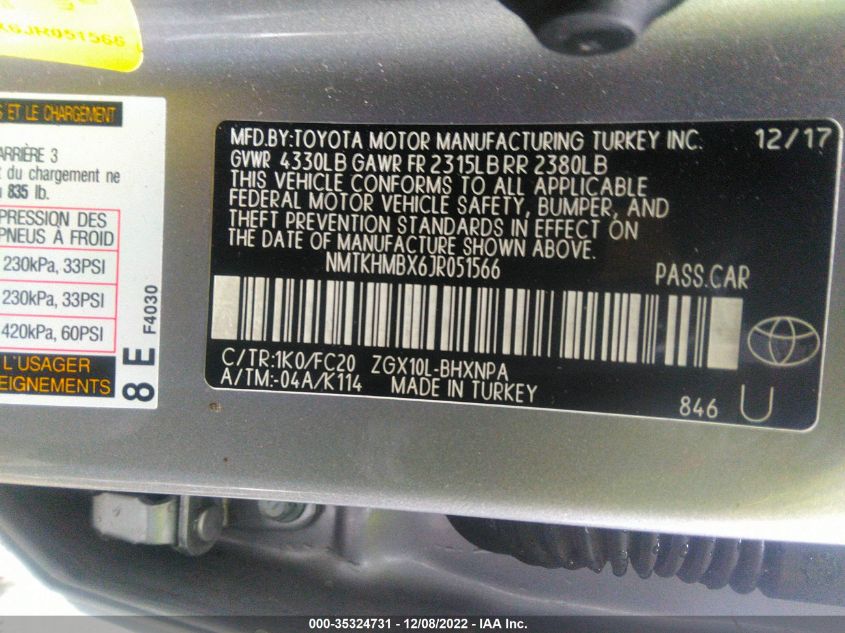 X6JR051566
S ET LE CHARGEMENT
ARRIÈRE 3
t du chargement ne
835 lb.
PRESSION DES
PNEUS À FROID
230kPa, 33PSI
230kPa, 33PSI
420kPa, 60PSI
L'USAGER
SEIGNEMENTS
8 E F4030
MFD.BY:TOYOTA MOTOR MANUFACTURING TURKEY INC. 12/17
GVWR 4330LB GAWR FR 2315LB RR 2380LB
THIS VEHICLE CONFORMS TO ALL APPLICABLE
FEDERAL MOTOR VEHICLE SAFETY, BUMPER, AND
THEFT PREVENTION STANDARDS IN EFFECT ON
THE DATE OF MANUFACTURE SHOWN ABOVE.
NMTKHMBX6JR051566 PASS.CAR
C/TR:1K0/FC20 ZGX10L-BHXNPA
A/TM:-04A/K114 MADE IN TURKEY
846 U
000-35324731 - 12/08/2022 - IAA Inc.